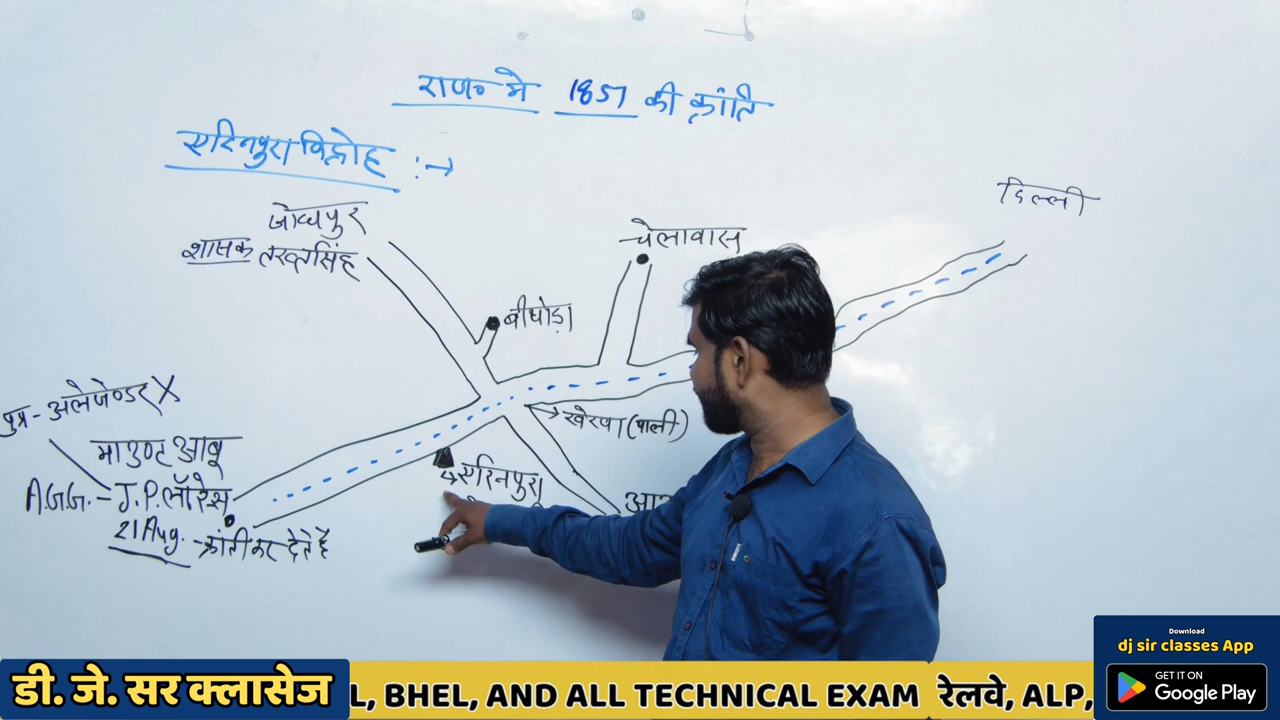 राज० मे 1857 की क्रांति
एरिनपुरा विद्रोह :→
दिल्ली
जोधपुर
शासक तख्तसिंह
चेलावास
बीथोड़ा
पुत्र- अलेजेण्डर X
→ खेरवा (पाली)
माउण्ट आबू
A.G.G. - J.P. लॉरेंस
→ एरिनपुरा
21 Aug. - क्रांती कर देते है
Download
dj sir classes App
GET IT ON
Google Play
डी. जे. सर क्लासेज
L, BHEL, AND ALL TECHNICAL EXAM रेलवे, ALP,